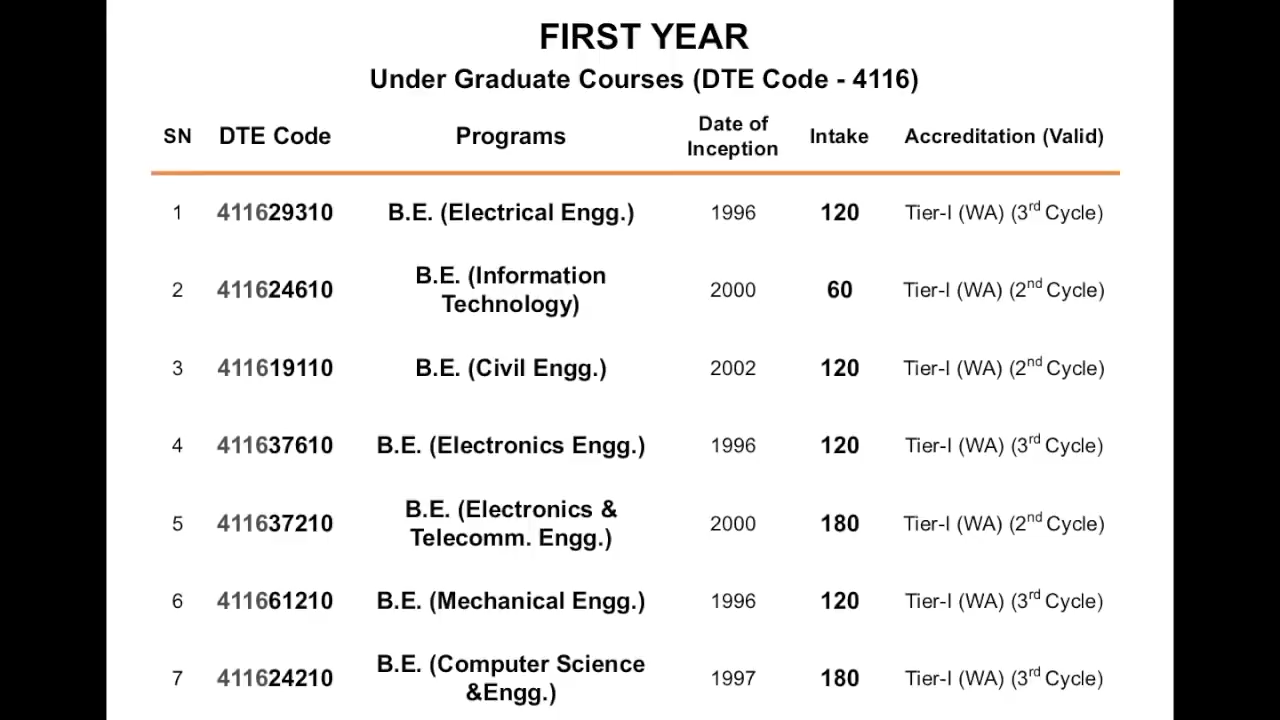 FIRST YEAR
Under Graduate Courses (DTE Code - 4116)
SN DTE Code Programs Date of Inception Intake Accreditation (Valid)
1 411629310 B.E. (Electrical Engg.) 1996 120 Tier-I (WA) (3rd Cycle)
2 411624610 B.E. (Information Technology) 2000 60 Tier-I (WA) (2nd Cycle)
3 411619110 B.E. (Civil Engg.) 2002 120 Tier-I (WA) (2nd Cycle)
4 411637610 B.E. (Electronics Engg.) 1996 120 Tier-I (WA) (3rd Cycle)
5 411637210 B.E. (Electronics & Telecomm. Engg.) 2000 180 Tier-I (WA) (2nd Cycle)
6 411661210 B.E. (Mechanical Engg.) 1996 120 Tier-I (WA) (3rd Cycle)
7 411624210 B.E. (Computer Science &Engg.) 1997 180 Tier-I (WA) (3rd Cycle)